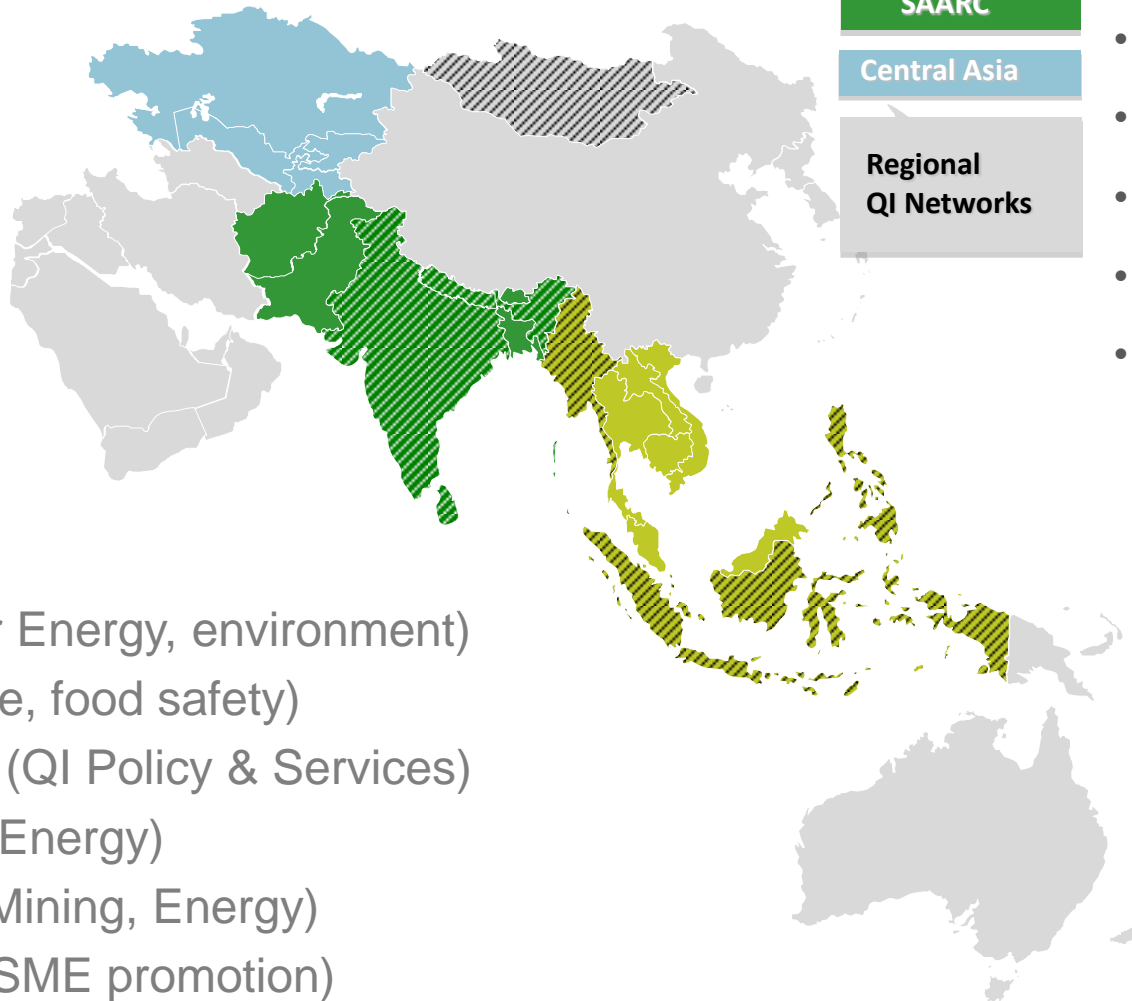 SAARC
Central Asia
Regional
QI Networks
•
•
•
•
•
Energy, environment)
, food safety)
(QI Policy & Services)
Energy)
Mining, Energy)
SME promotion)